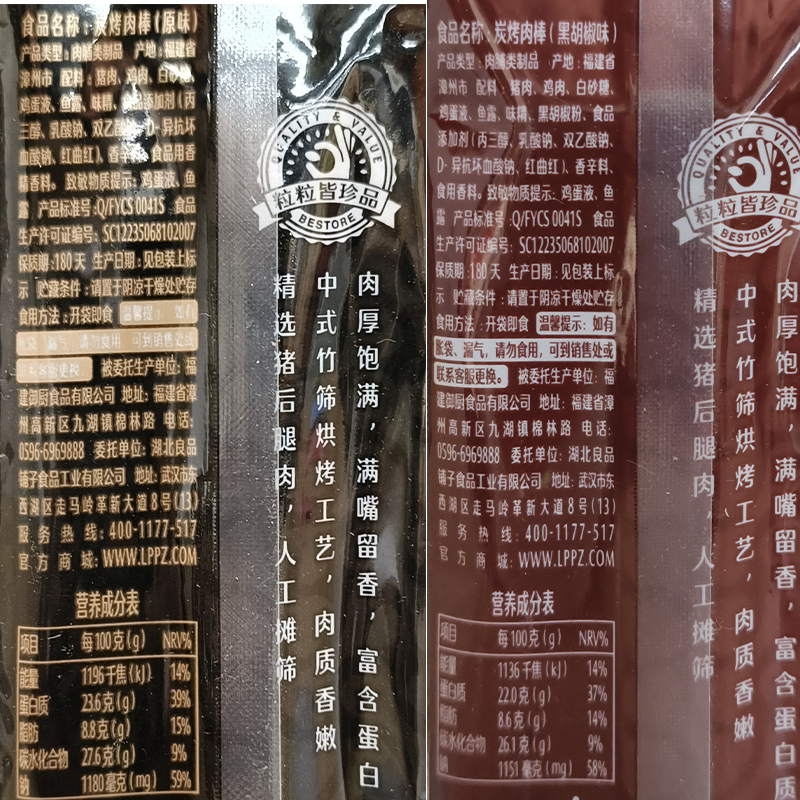 食品名称:炭烤肉棒(原味)
产品类型:肉脯类制品 产地:福建省
漳州市 配料:猪肉、鸡肉、白砂糖、
鸡蛋液、鱼露、味精、食品添加剂(丙
三醇、乳酸钠、双乙酸钠、D-异抗坏
血酸钠、红曲红)、香辛料、食品用香
精香料。致敏物质提示:鸡蛋液、鱼
露 产品标准号:Q/FYCS 0041S 食品
生产许可证编号:SC12235068102007
保质期:180天 生产日期:见包装上标
示 贮藏条件:请置于阴凉干燥处贮存
食用方法:开袋即食 温馨提示:如有
胀袋、漏气,请勿食用,可到销售处或
被委托生产单位:福
建御厨食品有限公司 地址:福建省漳
州高新区九湖镇棉林路 电话:
0596-6969888 委托单位:湖北良品
铺子食品工业有限公司 地址:武汉市东
西湖区走马岭革新大道8号(13)
服务热线:400-1177-517
官方商城:WWW.LPPZ.COM
营养成分表
项目 每100克(g) NRV%
能量 1196千焦(kJ) 14%
蛋白质 23.6克(g) 39%
脂肪 8.8克(g) 15%
碳水化合物 27.6克(g) 9%
钠 1180毫克(mg) 59%
QUALITY & VALUE
粒粒皆珍品
BESTORE
肉厚饱满,满嘴留香,富含蛋白
中式竹筛烘烤工艺,肉质香嫩
精选猪后腿肉,人工摊筛
食品名称:炭烤肉棒(黑胡椒味)
产品类型:肉脯类制品 产地:福建省
漳州市 配料:猪肉、鸡肉、白砂糖、
鸡蛋液、鱼露、味精、黑胡椒粉、食品
添加剂(丙三醇、乳酸钠、双乙酸钠、
D-异抗坏血酸钠、红曲红)、香辛料、
食用香料。致敏物质提示:鸡蛋液、鱼
露 产品标准号:Q/FYCS 0041S 食品
生产许可证编号:SC12235068102007
保质期:180天 生产日期:见包装上标
示 贮藏条件:请置于阴凉干燥处贮存
食用方法:开袋即食 温馨提示:如有
胀袋、漏气,请勿食用,可到销售处或
联系客服更换。 被委托生产单位:福
建御厨食品有限公司 地址:福建省漳
州高新区九湖镇棉林路 电话:
0596-6969888 委托单位:湖北良品
铺子食品工业有限公司 地址:武汉市东
西湖区走马岭革新大道8号(13)
服务热线:400-1177-517
官方商城:WWW.LPPZ.COM
营养成分表
项目 每100克(g) NRV%
能量 1136千焦(kJ) 14%
蛋白质 22.0克(g) 37%
脂肪 8.6克(g) 14%
碳水化合物 26.1克(g) 9%
钠 1151毫克(mg) 58%
QUALITY & VALUE
粒粒皆珍品
BESTORE
肉厚饱满,满嘴留香,富含蛋白质
中式竹筛烘烤工艺,肉质香嫩
精选猪后腿肉,人工摊筛